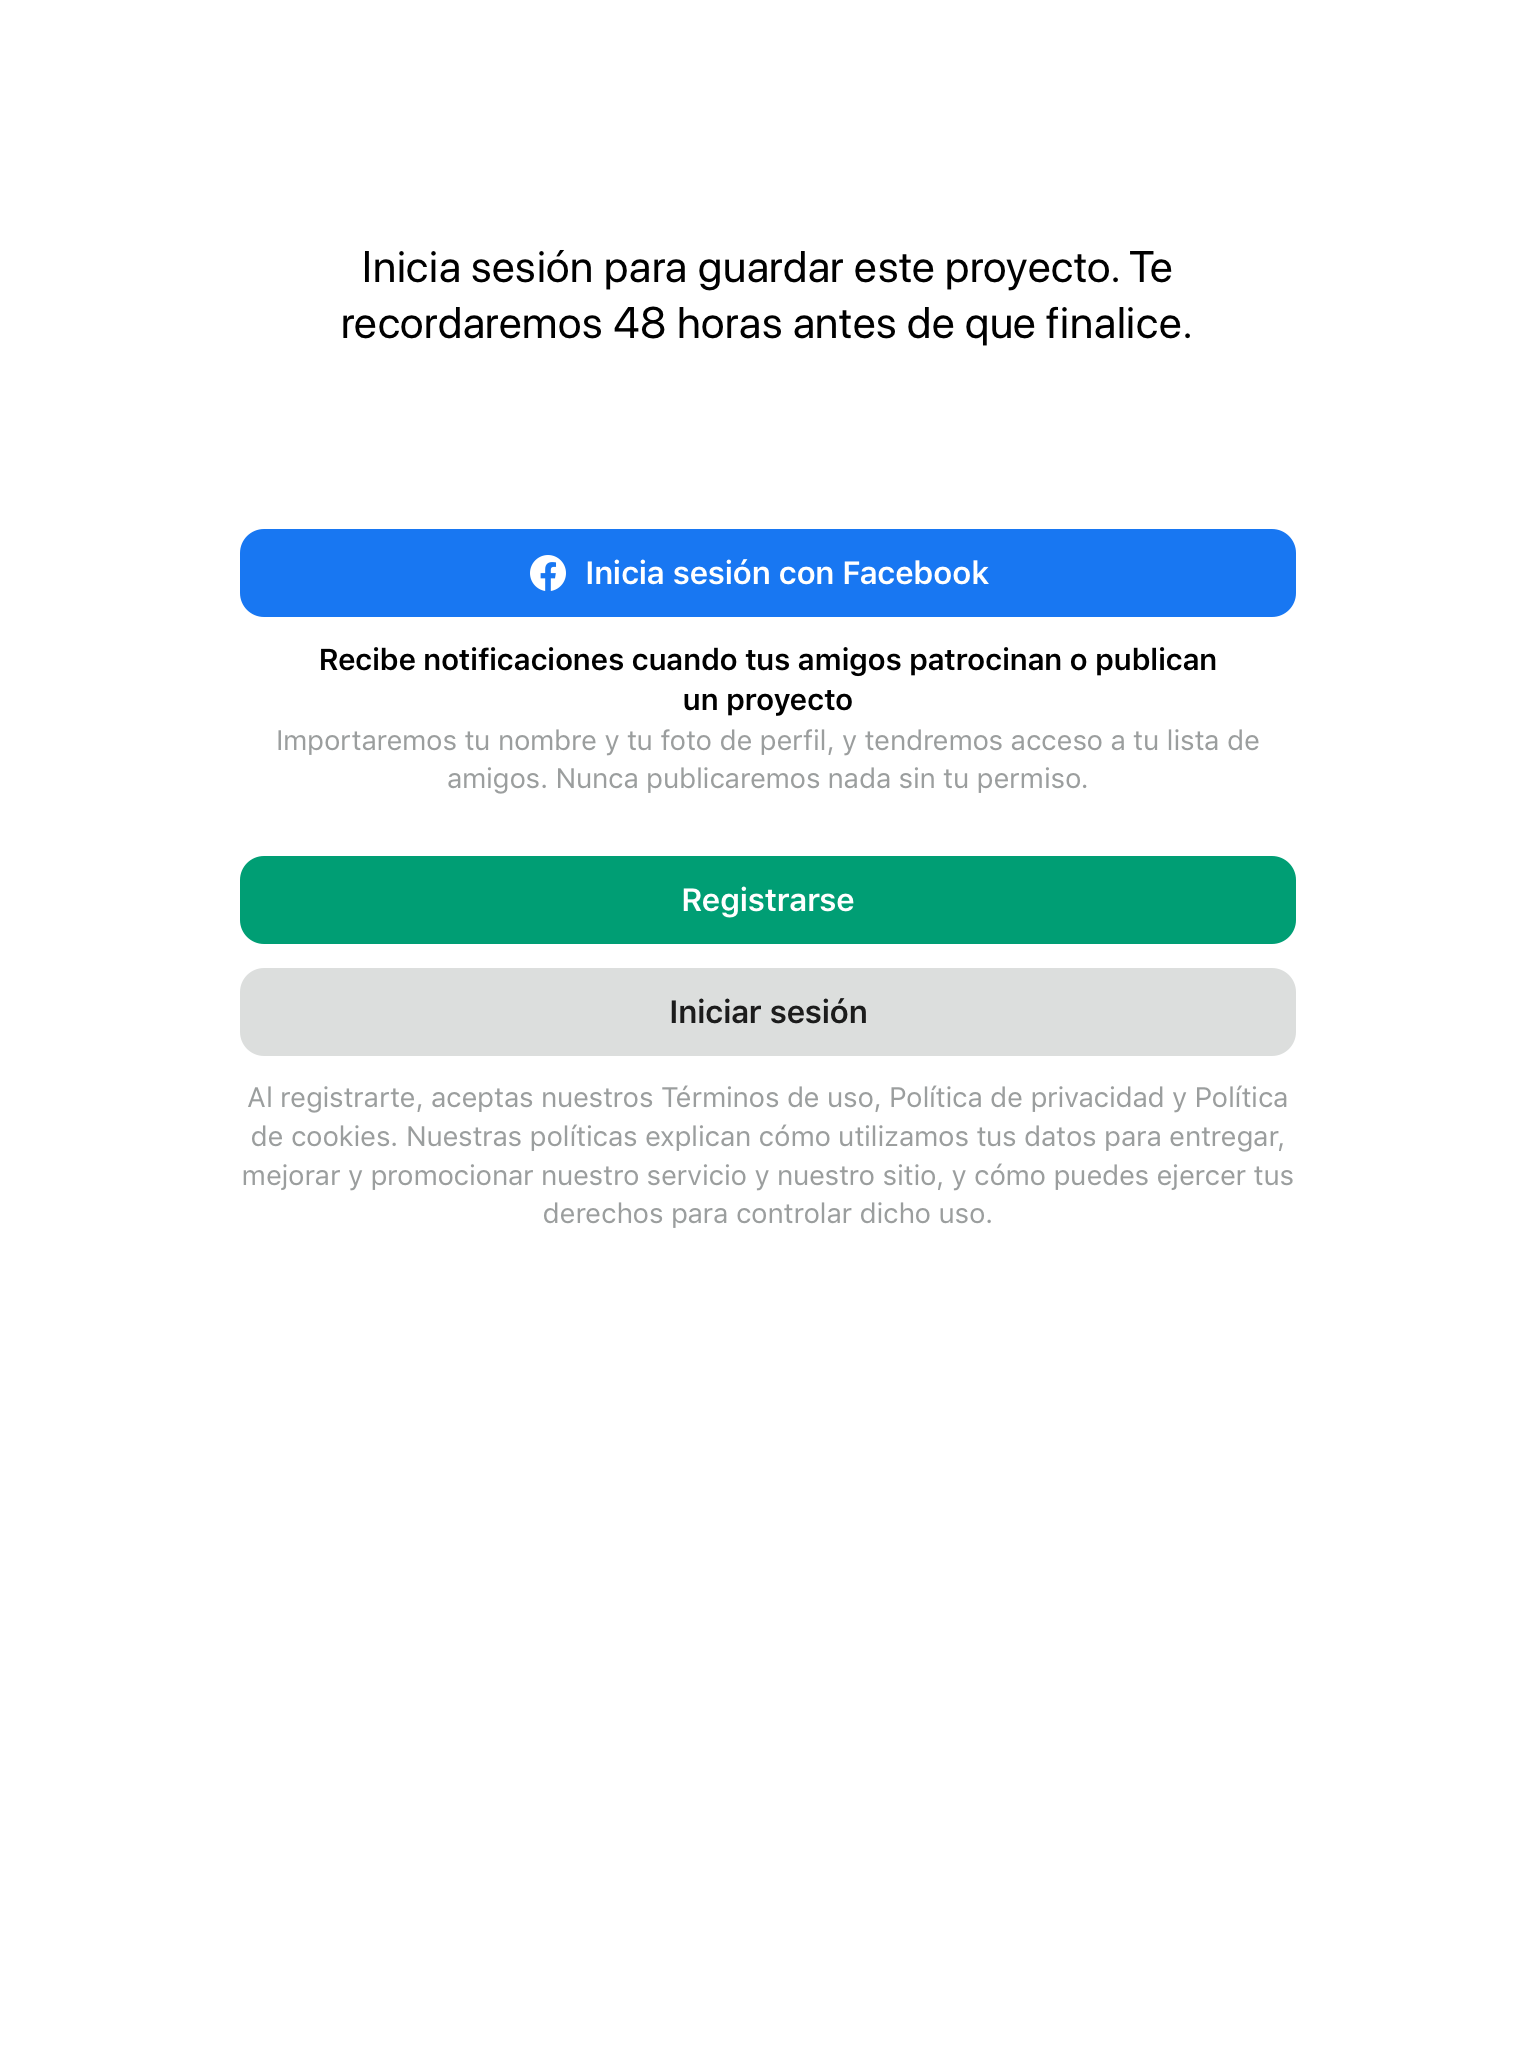 Inicia sesión para guardar este proyecto. Te
recordaremos 48 horas antes de que finalice.
Inicia sesión con Facebook
Recibe notificaciones cuando tus amigos patrocinan o publican
un proyecto
Importaremos tu nombre y tu foto de perfil, y tendremos acceso a tu lista de
amigos. Nunca publicaremos nada sin tu permiso.
Registrarse
Iniciar sesión
Al registrarte, aceptas nuestros Términos de uso, Política de privacidad y Política
de cookies. Nuestras políticas explican cómo utilizamos tus datos para entregar,
mejorar y promocionar nuestro servicio y nuestro sitio, y cómo puedes ejercer tus
derechos para controlar dicho uso.